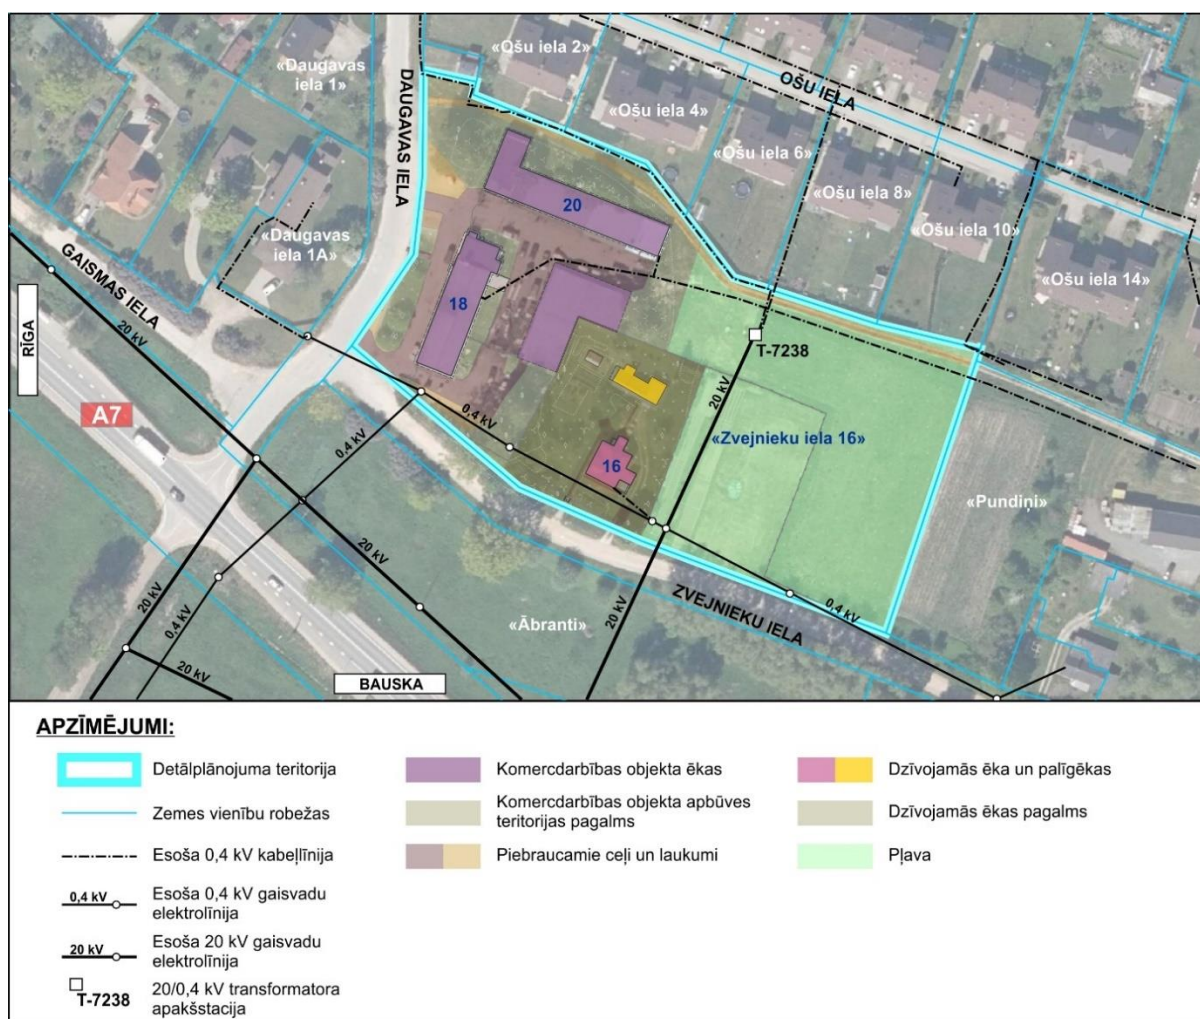 «Ošu iela 2»
OŠU IELA
«Daugavas
iela 1»
DAUGAVAS IELA
«Ošu iela 4»
«Ošu iela 6»
«Ošu iela 8»
20
«Ošu iela 10»
«Daugavas
iela 1A»
GAISMAS IELA
«Ošu iela 14»
18
RĪGA
20 kV
T-7238
A7
20 kV
0,4 kV
0,4 kV
«Zvejnieku iela 16»
16
«Pundiņi»
20 kV
20 kV
0,4 kV
20 kV
ZVEJNIEKU IELA
0,4 kV
«Ābranti»
20 kV
BAUSKA
APZĪMĒJUMI:
Detālplānojuma teritorija
Zemes vienību robežas
Esoša 0,4 kV kabeļlīnija
0,4 kV
Esoša 0,4 kV gaisvadu
elektrolīnija
20 kV
Esoša 20 kV gaisvadu
elektrolīnija
T-7238
20/0,4 kV transformatora
apakšstacija
Komercdarbības objekta ēkas
Komercdarbības objekta apbūves
teritorijas pagalms
Piebraucamie ceļi un laukumi
Dzīvojamās ēka un palīgēkas
Dzīvojamās ēkas pagalms
Pļava